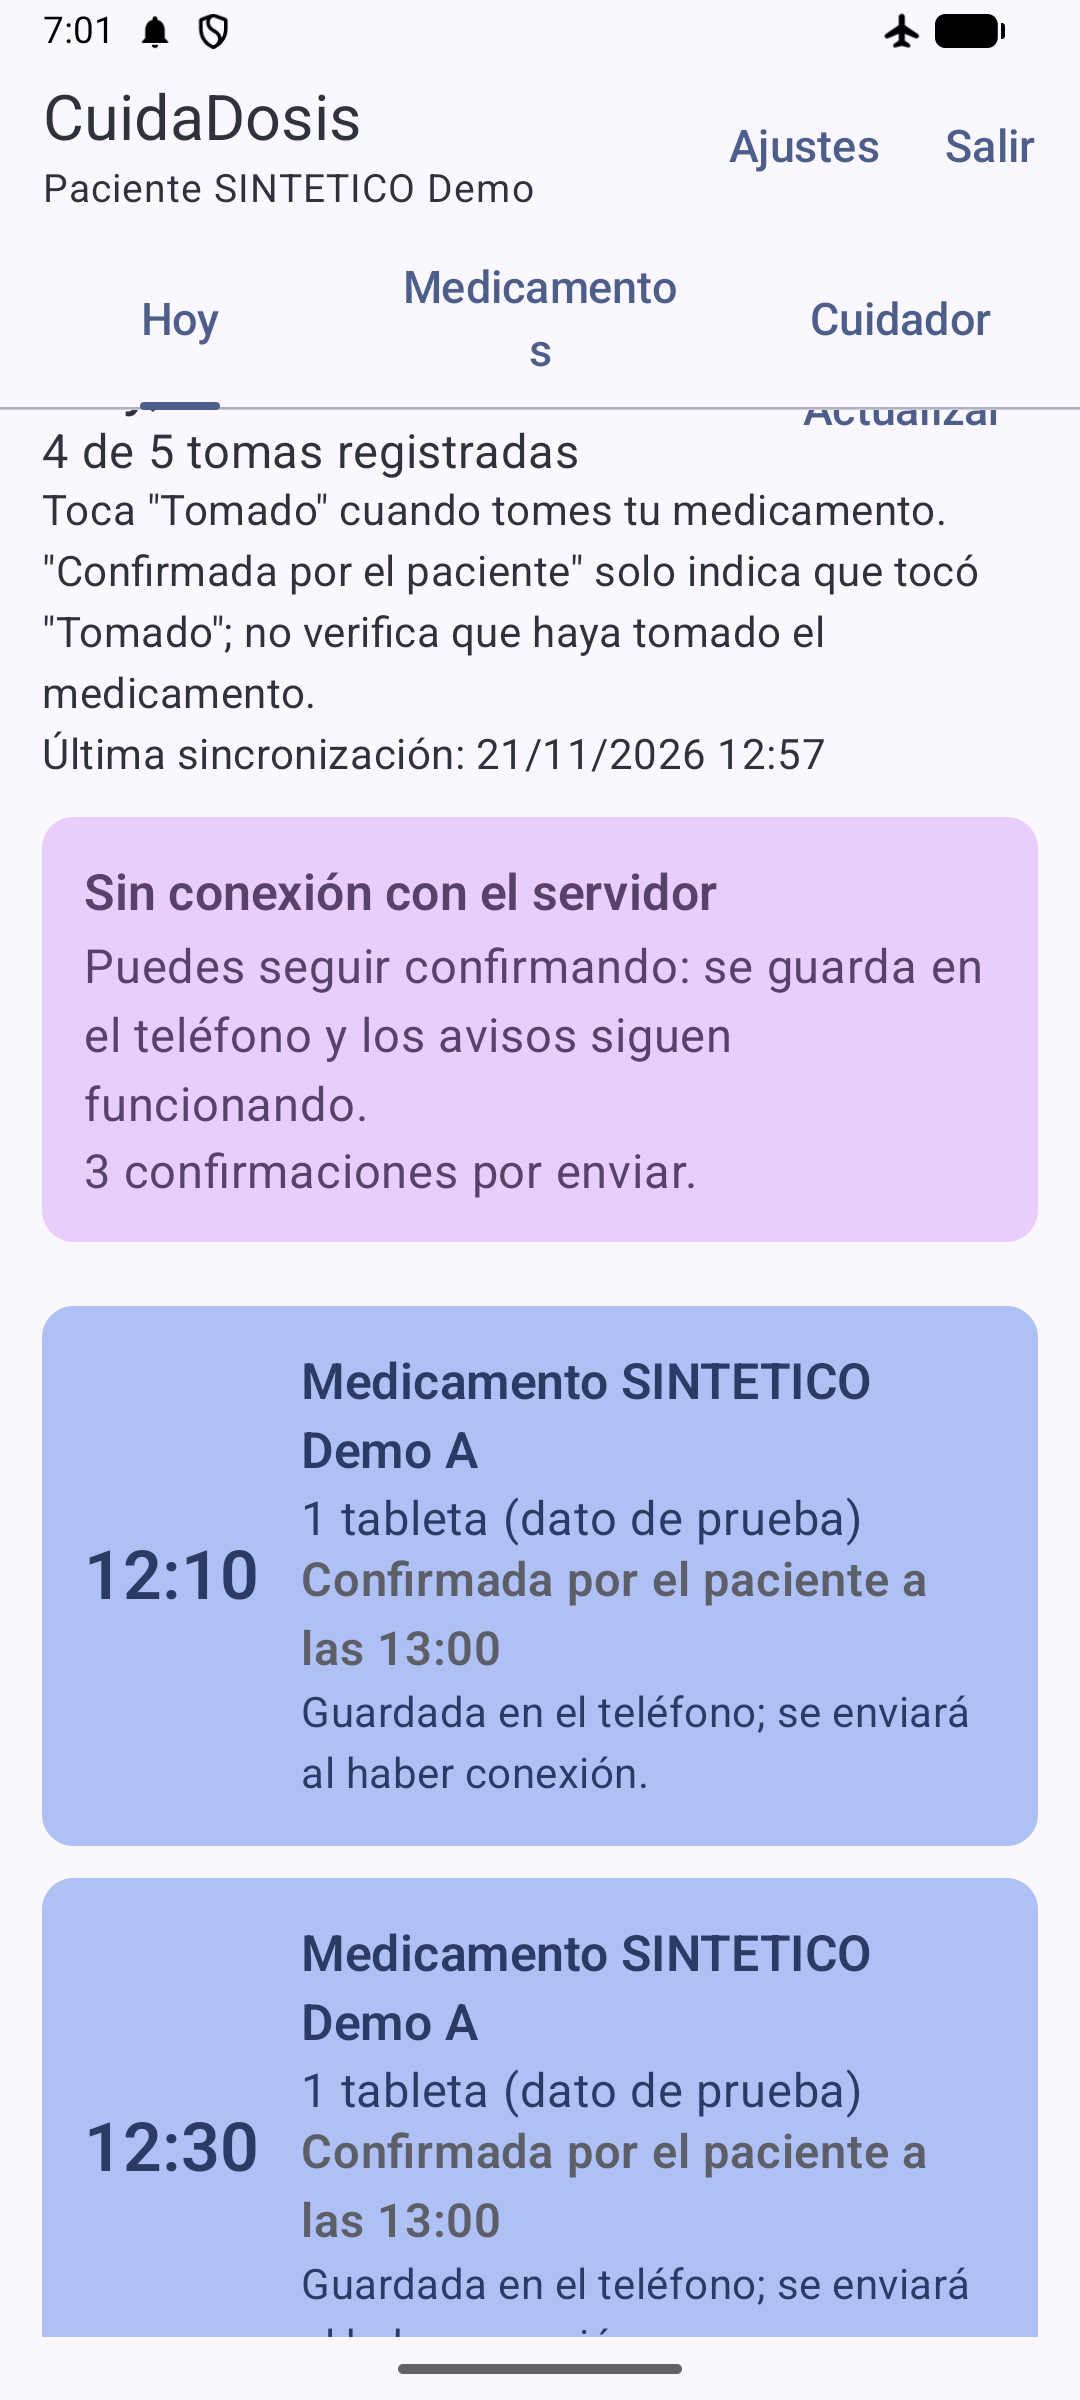 7:01
CuidaDosis
Paciente SINTETICO Demo
Ajustes
Salir
Hoy
Medicamento
s
Cuidador
Actualizar
4 de 5 tomas registradas
Toca "Tomado" cuando tomes tu medicamento.
"Confirmada por el paciente" solo indica que tocó
"Tomado"; no verifica que haya tomado el
medicamento.
Última sincronización: 21/11/2026 12:57
Sin conexión con el servidor
Puedes seguir confirmando: se guarda en
el teléfono y los avisos siguen
funcionando.
3 confirmaciones por enviar.
12:10
Medicamento SINTETICO
Demo A
1 tableta (dato de prueba)
Confirmada por el paciente a
las 13:00
Guardada en el teléfono; se enviará
al haber conexión.
12:30
Medicamento SINTETICO
Demo A
1 tableta (dato de prueba)
Confirmada por el paciente a
las 13:00
Guardada en el teléfono; se enviará